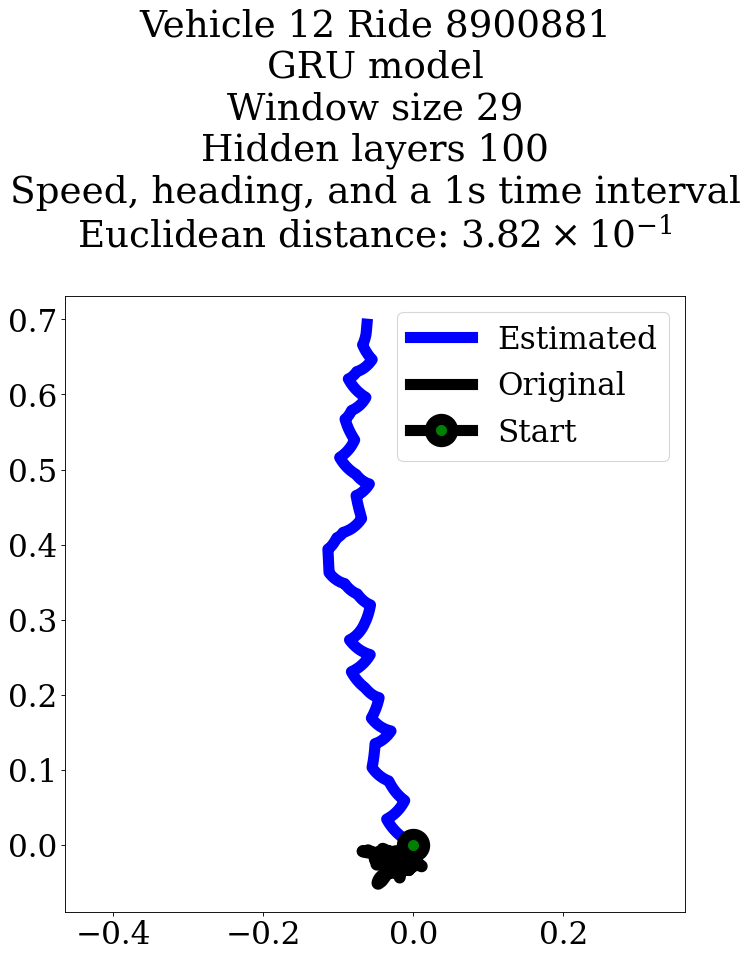 Vehicle 12 Ride 8900881
GRU model
Window size 29
Hidden layers 100
Speed, heading, and a 1s time interval
Euclidean distance: 3.82 × 10⁻¹
Estimated
Original
Start
0.7
0.6
0.5
0.4
0.3
0.2
0.1
0.0
−0.4 −0.2 0.0 0.2